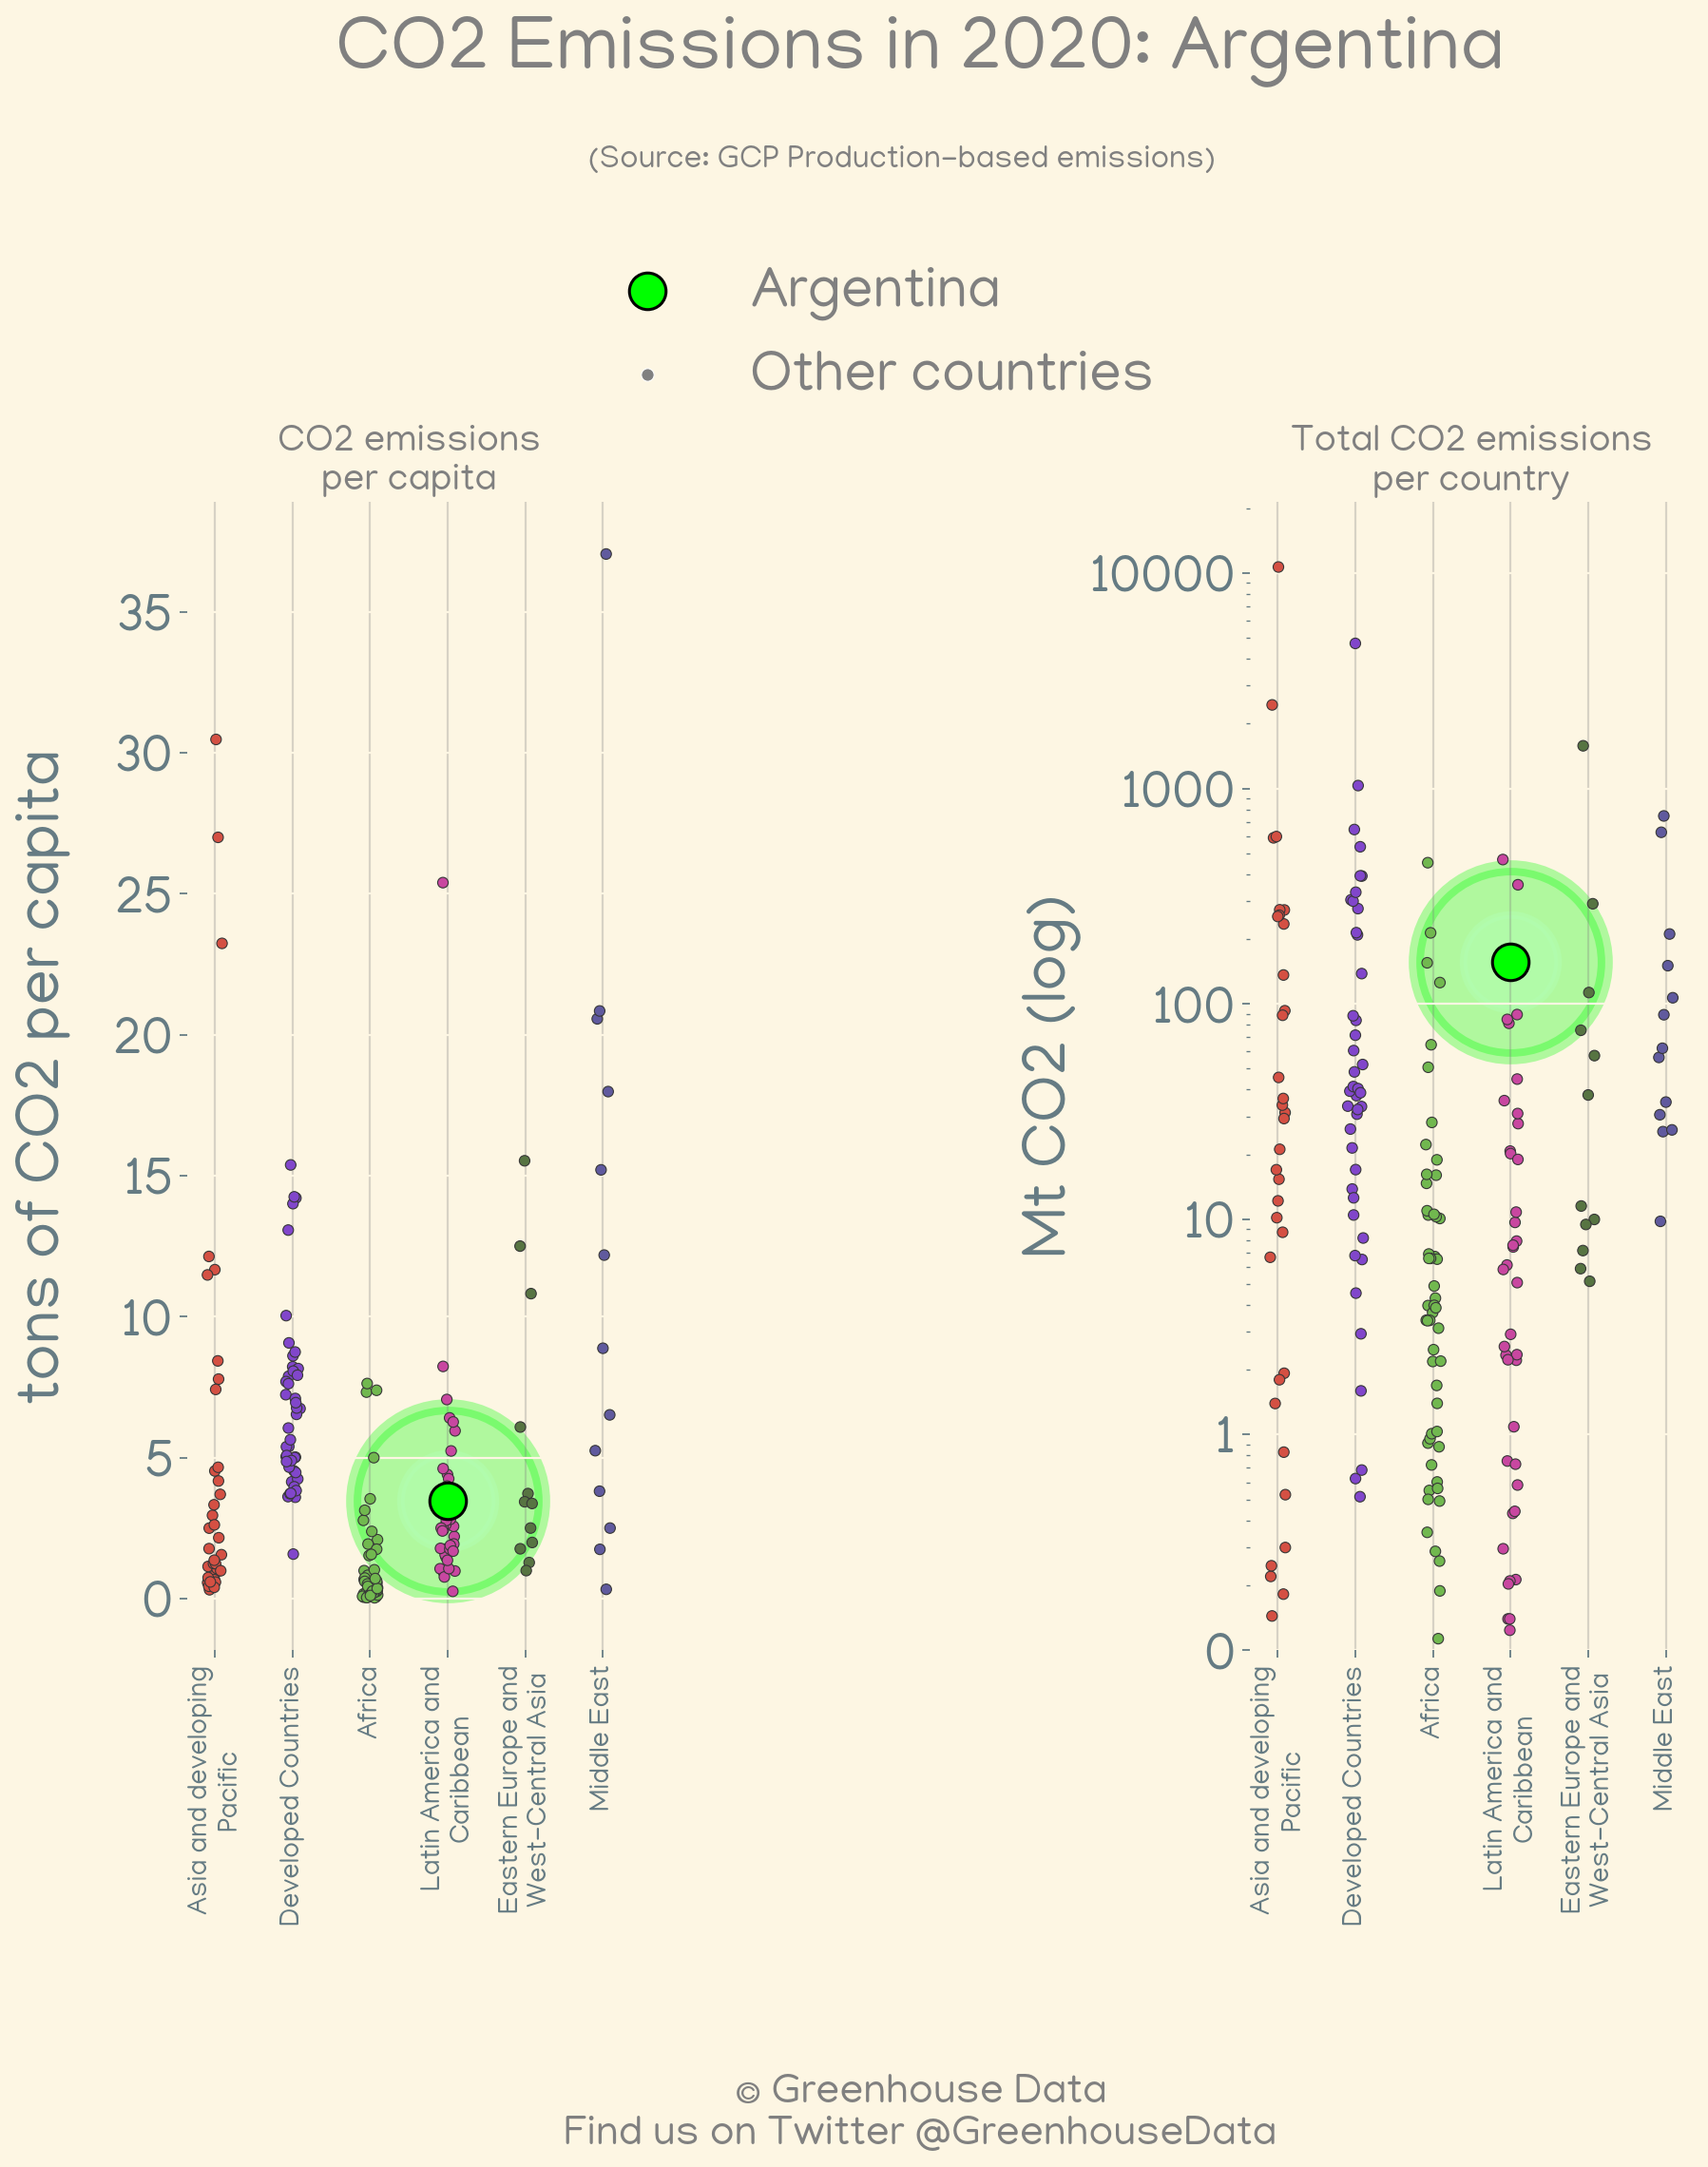 CO2 Emissions in 2020: Argentina
(Source: GCP Production-based emissions)
Argentina
Other countries
CO2 emissions
per capita
tons of CO2 per capita
35
30
25
20
15
10
5
0
Asia and developing
Pacific
Developed Countries
Africa
Latin America and
Caribbean
Eastern Europe and
West-Central Asia
Middle East
Total CO2 emissions
per country
Mt CO2 (log)
10000
1000
100
10
1
0
Asia and developing
Pacific
Developed Countries
Africa
Latin America and
Caribbean
Eastern Europe and
West-Central Asia
Middle East
© Greenhouse Data
Find us on Twitter @GreenhouseData